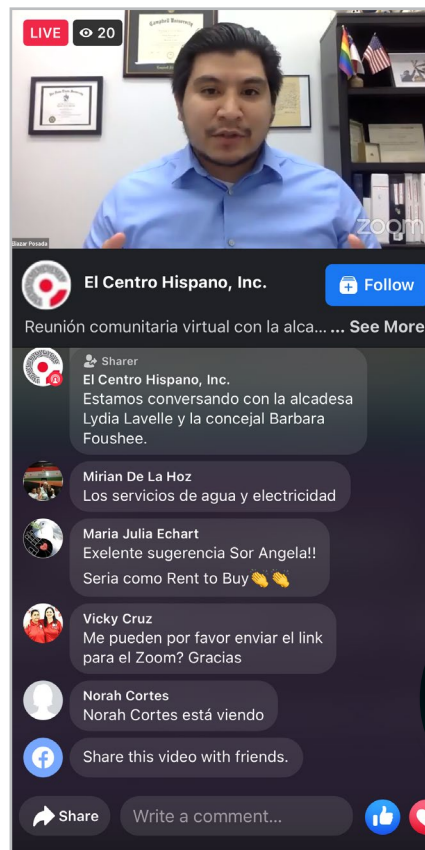 LIVE 20
Campbell University
Eliazar Posada
zoom
El Centro Hispano, Inc.
Follow
Reunión comunitaria virtual con la alca... ... See More
Sharer
El Centro Hispano, Inc.
Estamos conversando con la alcadesa
Lydia Lavelle y la concejal Barbara
Foushee.
Mirian De La Hoz
Los servicios de agua y electricidad
Maria Julia Echart
Exelente sugerencia Sor Angela!!
Seria como Rent to Buy👏👏
Vicky Cruz
Me pueden por favor enviar el link
para el Zoom? Gracias
Norah Cortes
Norah Cortes está viendo
Share this video with friends.
Share
Write a comment...